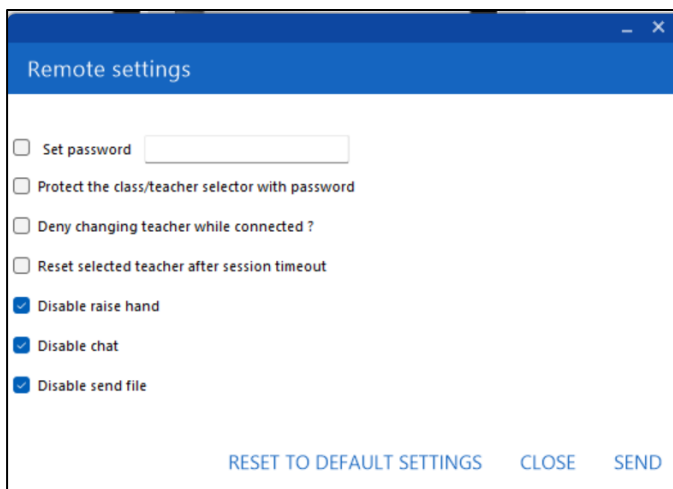 Remote settings
Set password
Protect the class/teacher selector with password
Deny changing teacher while connected ?
Reset selected teacher after session timeout
Disable raise hand
Disable chat
Disable send file
RESET TO DEFAULT SETTINGS CLOSE SEND